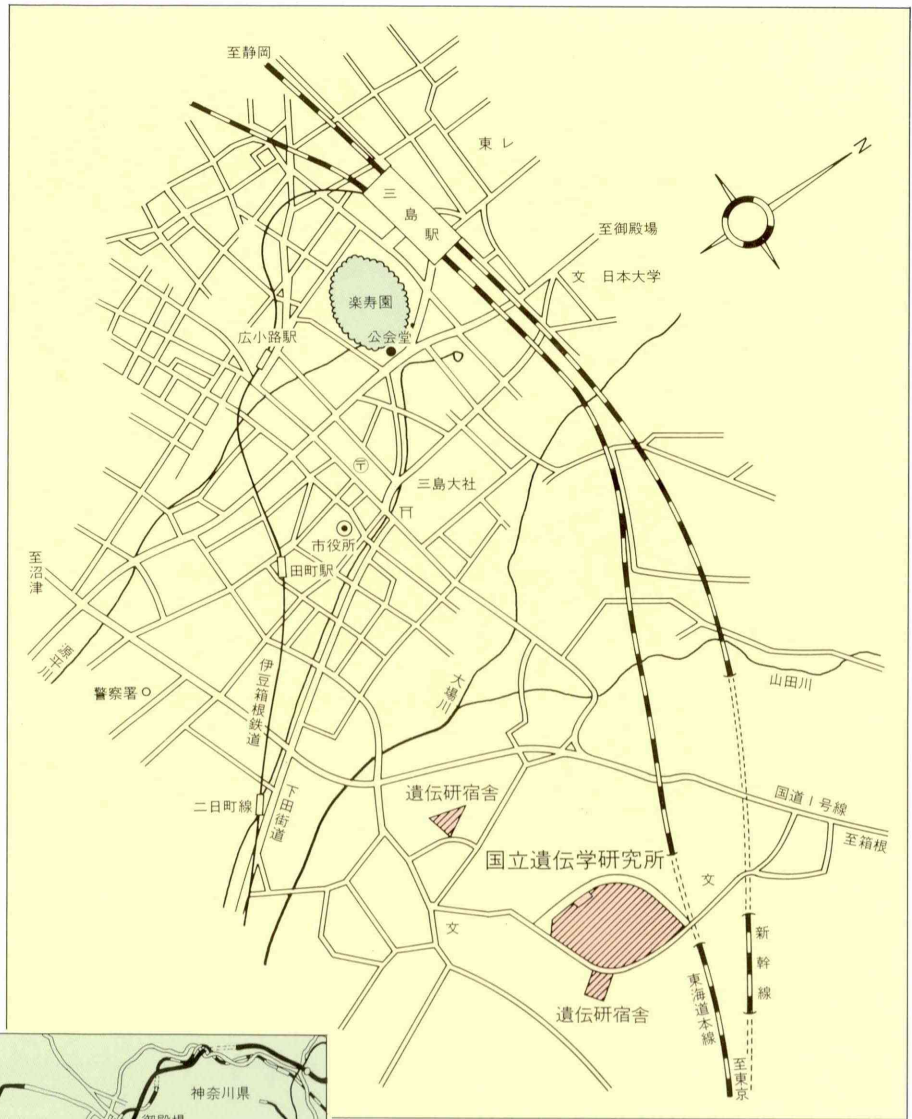 至静岡
東レ
N
三島駅
至御殿場
文 日本大学
楽寿園
広小路駅
公会堂
〒
三島大社
市役所
田町駅
至沼津
源平川
伊豆箱根鉄道
大場川
山田川
警察署
二日町線
下田街道
遺伝研宿舎
国道1号線
至箱根
国立遺伝学研究所
文
文
新幹線
遺伝研宿舎
東海道本線
至東京
神奈川県